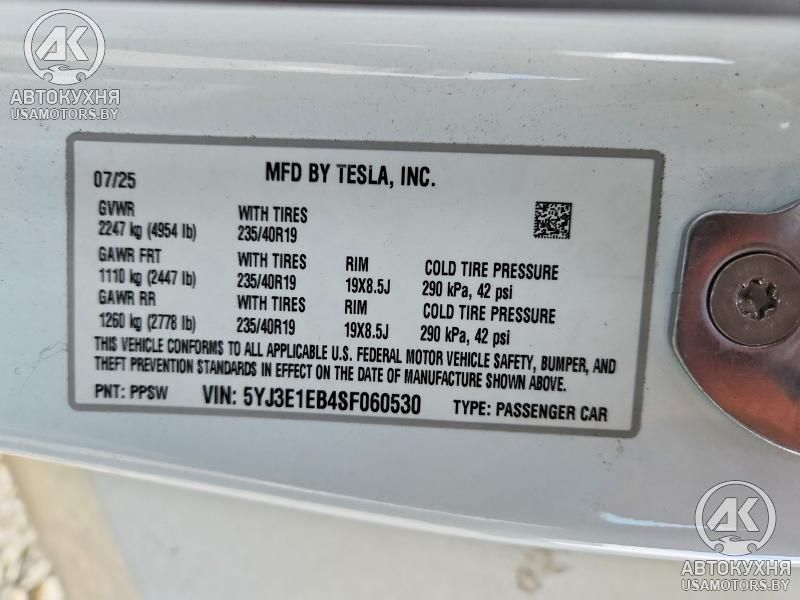 АК
АВТОКУХНЯ
USAMOTORS.BY
07/25 MFD BY TESLA, INC.
GVWR WITH TIRES
2247 kg (4954 lb) 235/40R19
GAWR FRT WITH TIRES RIM COLD TIRE PRESSURE
1110 kg (2447 lb) 235/40R19 19X8.5J 290 kPa, 42 psi
GAWR RR WITH TIRES RIM COLD TIRE PRESSURE
1260 kg (2778 lb) 235/40R19 19X8.5J 290 kPa, 42 psi
THIS VEHICLE CONFORMS TO ALL APPLICABLE U.S. FEDERAL MOTOR VEHICLE SAFETY, BUMPER, AND
THEFT PREVENTION STANDARDS IN EFFECT ON THE DATE OF MANUFACTURE SHOWN ABOVE.
PNT: PPSW VIN: 5YJ3E1EB4SF060530 TYPE: PASSENGER CAR
АК
АВТОКУХНЯ
USAMOTORS.BY